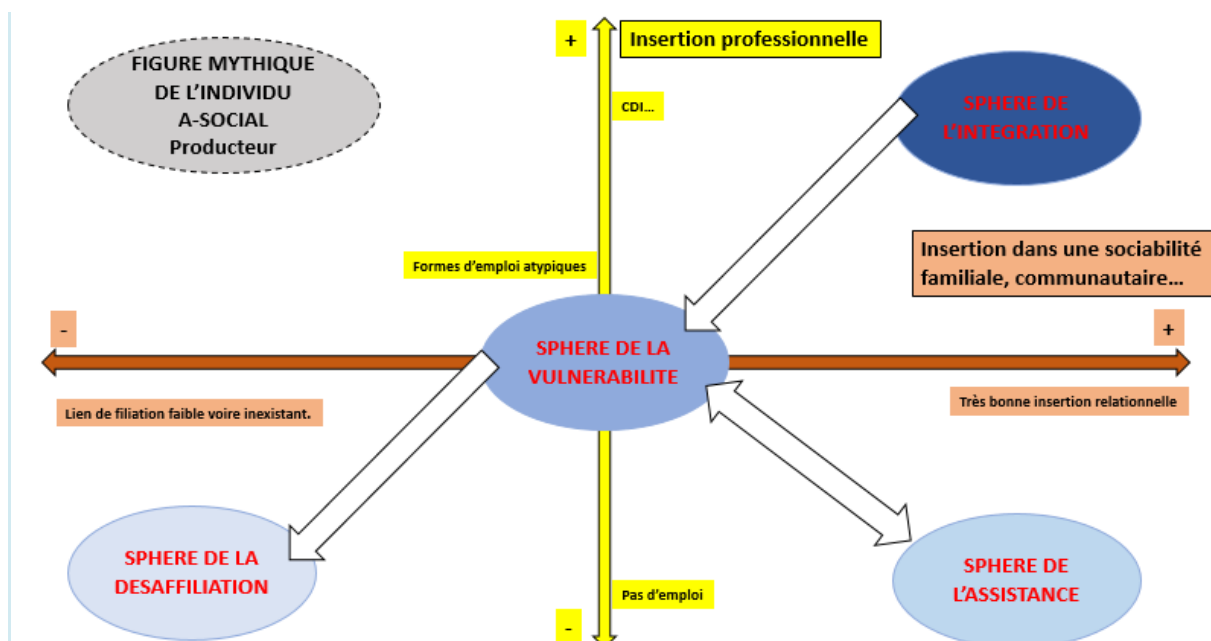 FIGURE MYTHIQUE
DE L'INDIVIDU
A-SOCIAL
Producteur
+
Insertion professionnelle
SPHERE DE
L'INTEGRATION
CDI…
Insertion dans une sociabilité
familiale, communautaire…
Formes d'emploi atypiques
-
+
SPHERE DE LA
VULNERABILITE
Lien de filiation faible voire inexistant.
Très bonne insertion relationnelle
SPHERE DE LA
DESAFFILIATION
SPHERE DE
L'ASSISTANCE
Pas d'emploi
-